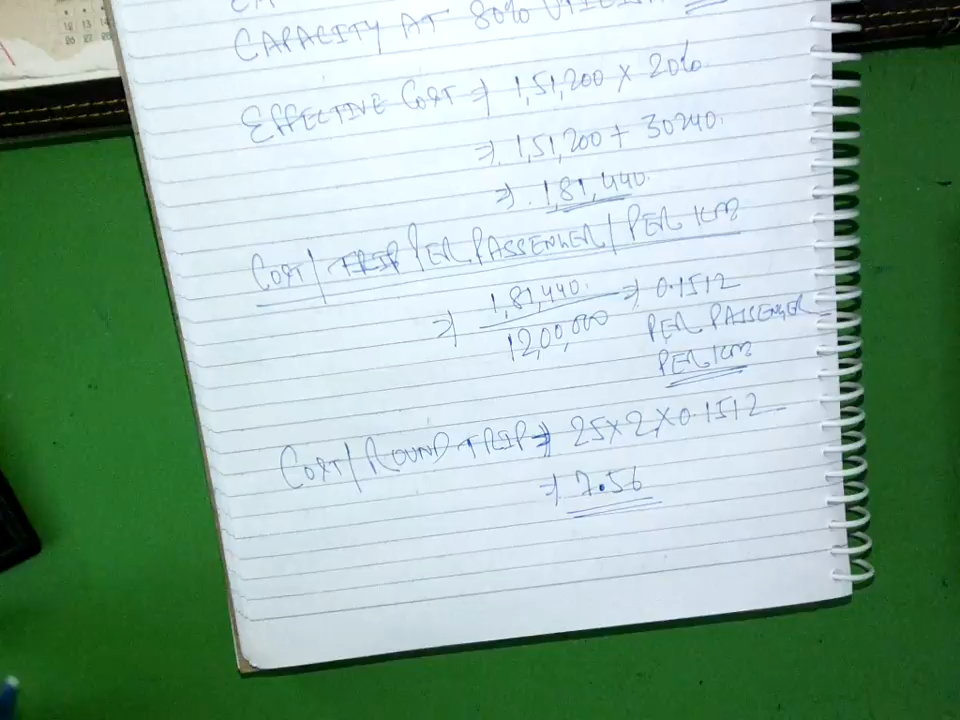 CAPACITY AT 80%
EFFECTIVE COST ⇒ 1,51,200 × 20%
⇒ 1,51,200 + 30240.
⇒ 1,81,440.
COST/TRIP PER PASSENGER/PER KM
⇒ 1,81,440. / 12,00,000 ⇒ 0.1512
PER PASSENGER
PER KM
COST/ROUND TRIP ⇒ 25×2×0.1512
⇒ 7.56